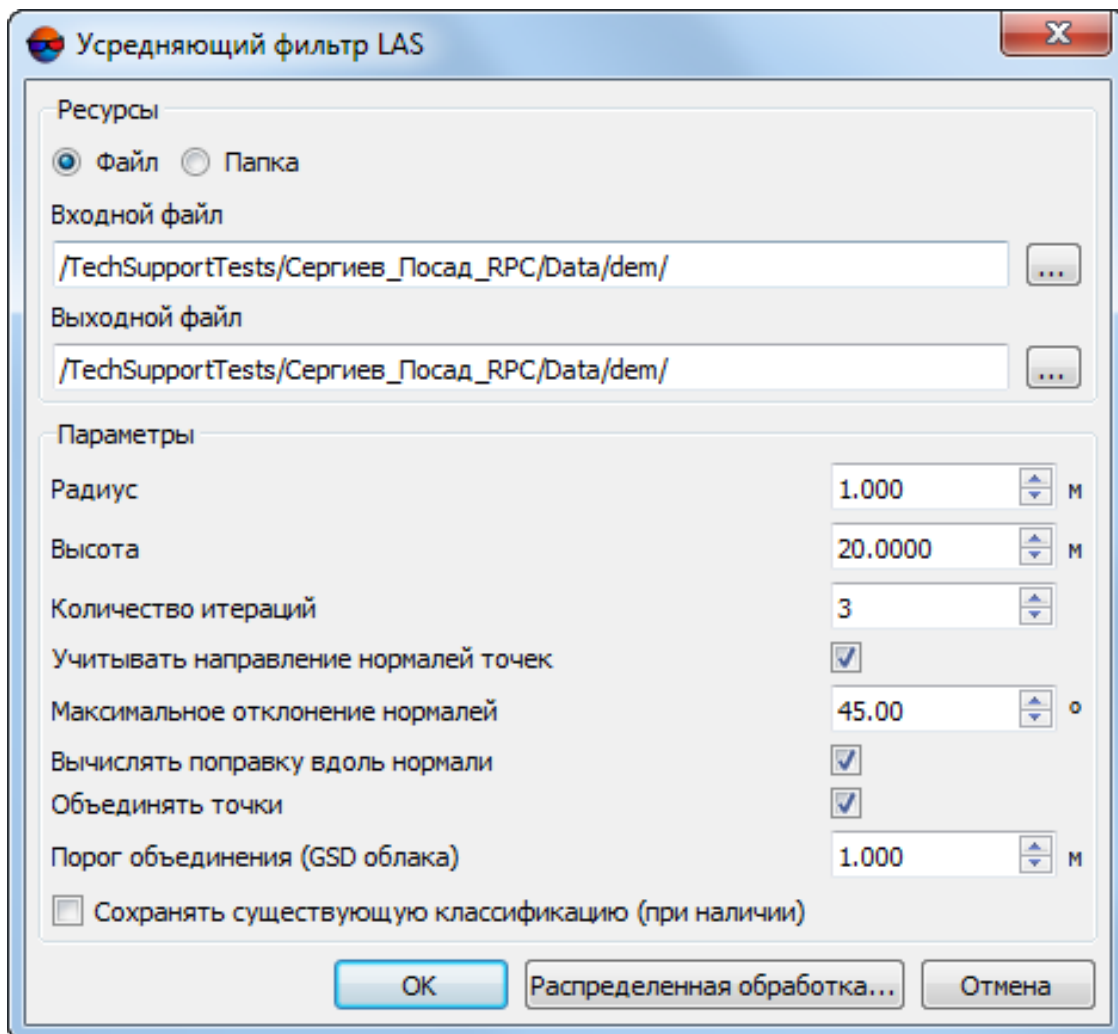 Усредняющий фильтр LAS
Ресурсы
Файл Папка
Входной файл
/TechSupportTests/Сергиев_Посад_RPC/Data/dem/ ...
Выходной файл
/TechSupportTests/Сергиев_Посад_RPC/Data/dem/ ...
Параметры
Радиус 1.000 м
Высота 20.0000 м
Количество итераций 3
Учитывать направление нормалей точек
Максимальное отклонение нормалей 45.00 °
Вычислять поправку вдоль нормали
Объединять точки
Порог объединения (GSD облака) 1.000 м
Сохранять существующую классификацию (при наличии)
OK Распределенная обработка... Отмена